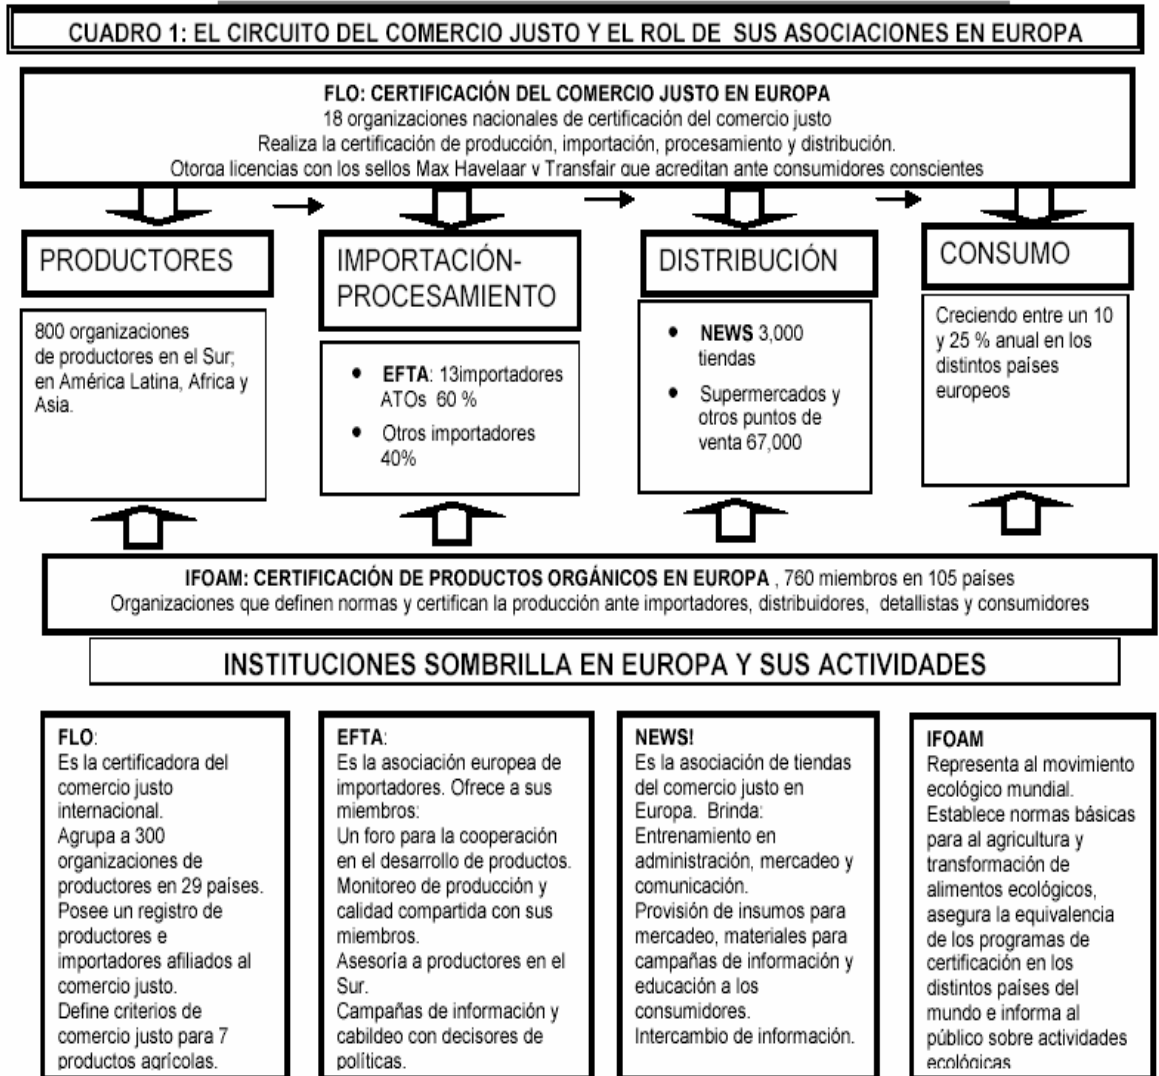 CUADRO 1: EL CIRCUITO DEL COMERCIO JUSTO Y EL ROL DE SUS ASOCIACIONES EN EUROPA
FLO: CERTIFICACIÓN DEL COMERCIO JUSTO EN EUROPA
18 organizaciones nacionales de certificación del comercio justo
Realiza la certificación de producción, importación, procesamiento y distribución.
Otorga licencias con los sellos Max Havelaar y Transfair que acreditan ante consumidores conscientes
PRODUCTORES
800 organizaciones
de productores en el Sur;
en América Latina, Africa y
Asia.
IMPORTACIÓN-
PROCESAMIENTO
• EFTA: 13importadores
ATOs 60 %
• Otros importadores
40%
DISTRIBUCIÓN
• NEWS 3,000
tiendas
• Supermercados y
otros puntos de
venta 67,000
CONSUMO
Creciendo entre un 10
y 25 % anual en los
distintos países
europeos
IFOAM: CERTIFICACIÓN DE PRODUCTOS ORGÁNICOS EN EUROPA , 760 miembros en 105 países
Organizaciones que definen normas y certifican la producción ante importadores, distribuidores, detallistas y consumidores
INSTITUCIONES SOMBRILLA EN EUROPA Y SUS ACTIVIDADES
FLO:
Es la certificadora del
comercio justo
internacional.
Agrupa a 300
organizaciones de
productores en 29 países.
Posee un registro de
productores e
importadores afiliados al
comercio justo.
Define criterios de
comercio justo para 7
productos agrícolas.
EFTA:
Es la asociación europea de
importadores. Ofrece a sus
miembros:
Un foro para la cooperación
en el desarrollo de productos.
Monitoreo de producción y
calidad compartida con sus
miembros.
Asesoría a productores en el
Sur.
Campañas de información y
cabildeo con decisores de
políticas.
NEWS!
Es la asociación de tiendas
del comercio justo en
Europa. Brinda:
Entrenamiento en
administración, mercadeo y
comunicación.
Provisión de insumos para
mercadeo, materiales para
campañas de información y
educación a los
consumidores.
Intercambio de información.
IFOAM
Representa al movimiento
ecológico mundial.
Establece normas básicas
para al agricultura y
transformación de
alimentos ecológicos,
asegura la equivalencia
de los programas de
certificación en los
distintos países del
mundo e informa al
público sobre actividades
ecológicas